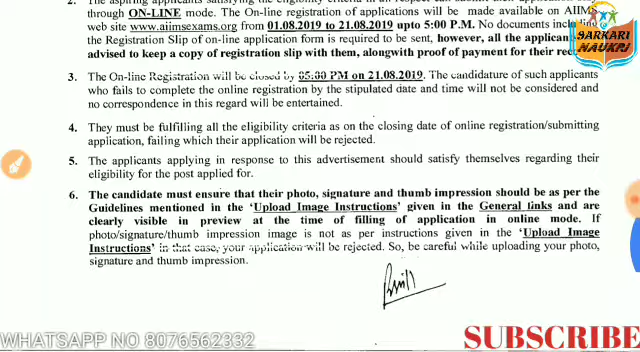 2. The aspiring applicants satisfying the eligibility criteria in
through ON-LINE mode. The On-line registration of applications will be made available on AIIMS
web site www.aiimsexams.org from 01.08.2019 to 21.08.2019 upto 5:00 P.M. No documents including
the Registration Slip of on-line application form is required to be sent, however, all the applicants
advised to keep a copy of registration slip with them, alongwith proof of payment for their
SARKARI
NAUKRI
3. The On-line Registration will be closed by 05:00 PM on 21.08.2019. The candidature of such applicants
who fails to complete the online registration by the stipulated date and time will not be considered and
no correspondence in this regard will be entertained.
4. They must be fulfilling all the eligibility criteria as on the closing date of online registration/submitting
application, failing which their application will be rejected.
5. The applicants applying in response to this advertisement should satisfy themselves regarding their
eligibility for the post applied for.
6. The candidate must ensure that their photo, signature and thumb impression should be as per the
Guidelines mentioned in the 'Upload Image Instructions' given in the General links and are
clearly visible in preview at the time of filling of application in online mode. If
photo/signature/thumb impression image is not as per instructions given in the 'Upload Image
Instructions' in that case, your application will be rejected. So, be careful while uploading your photo,
signature and thumb impression.
WHATSAPP NO 8076562332
SUBSCRIBE